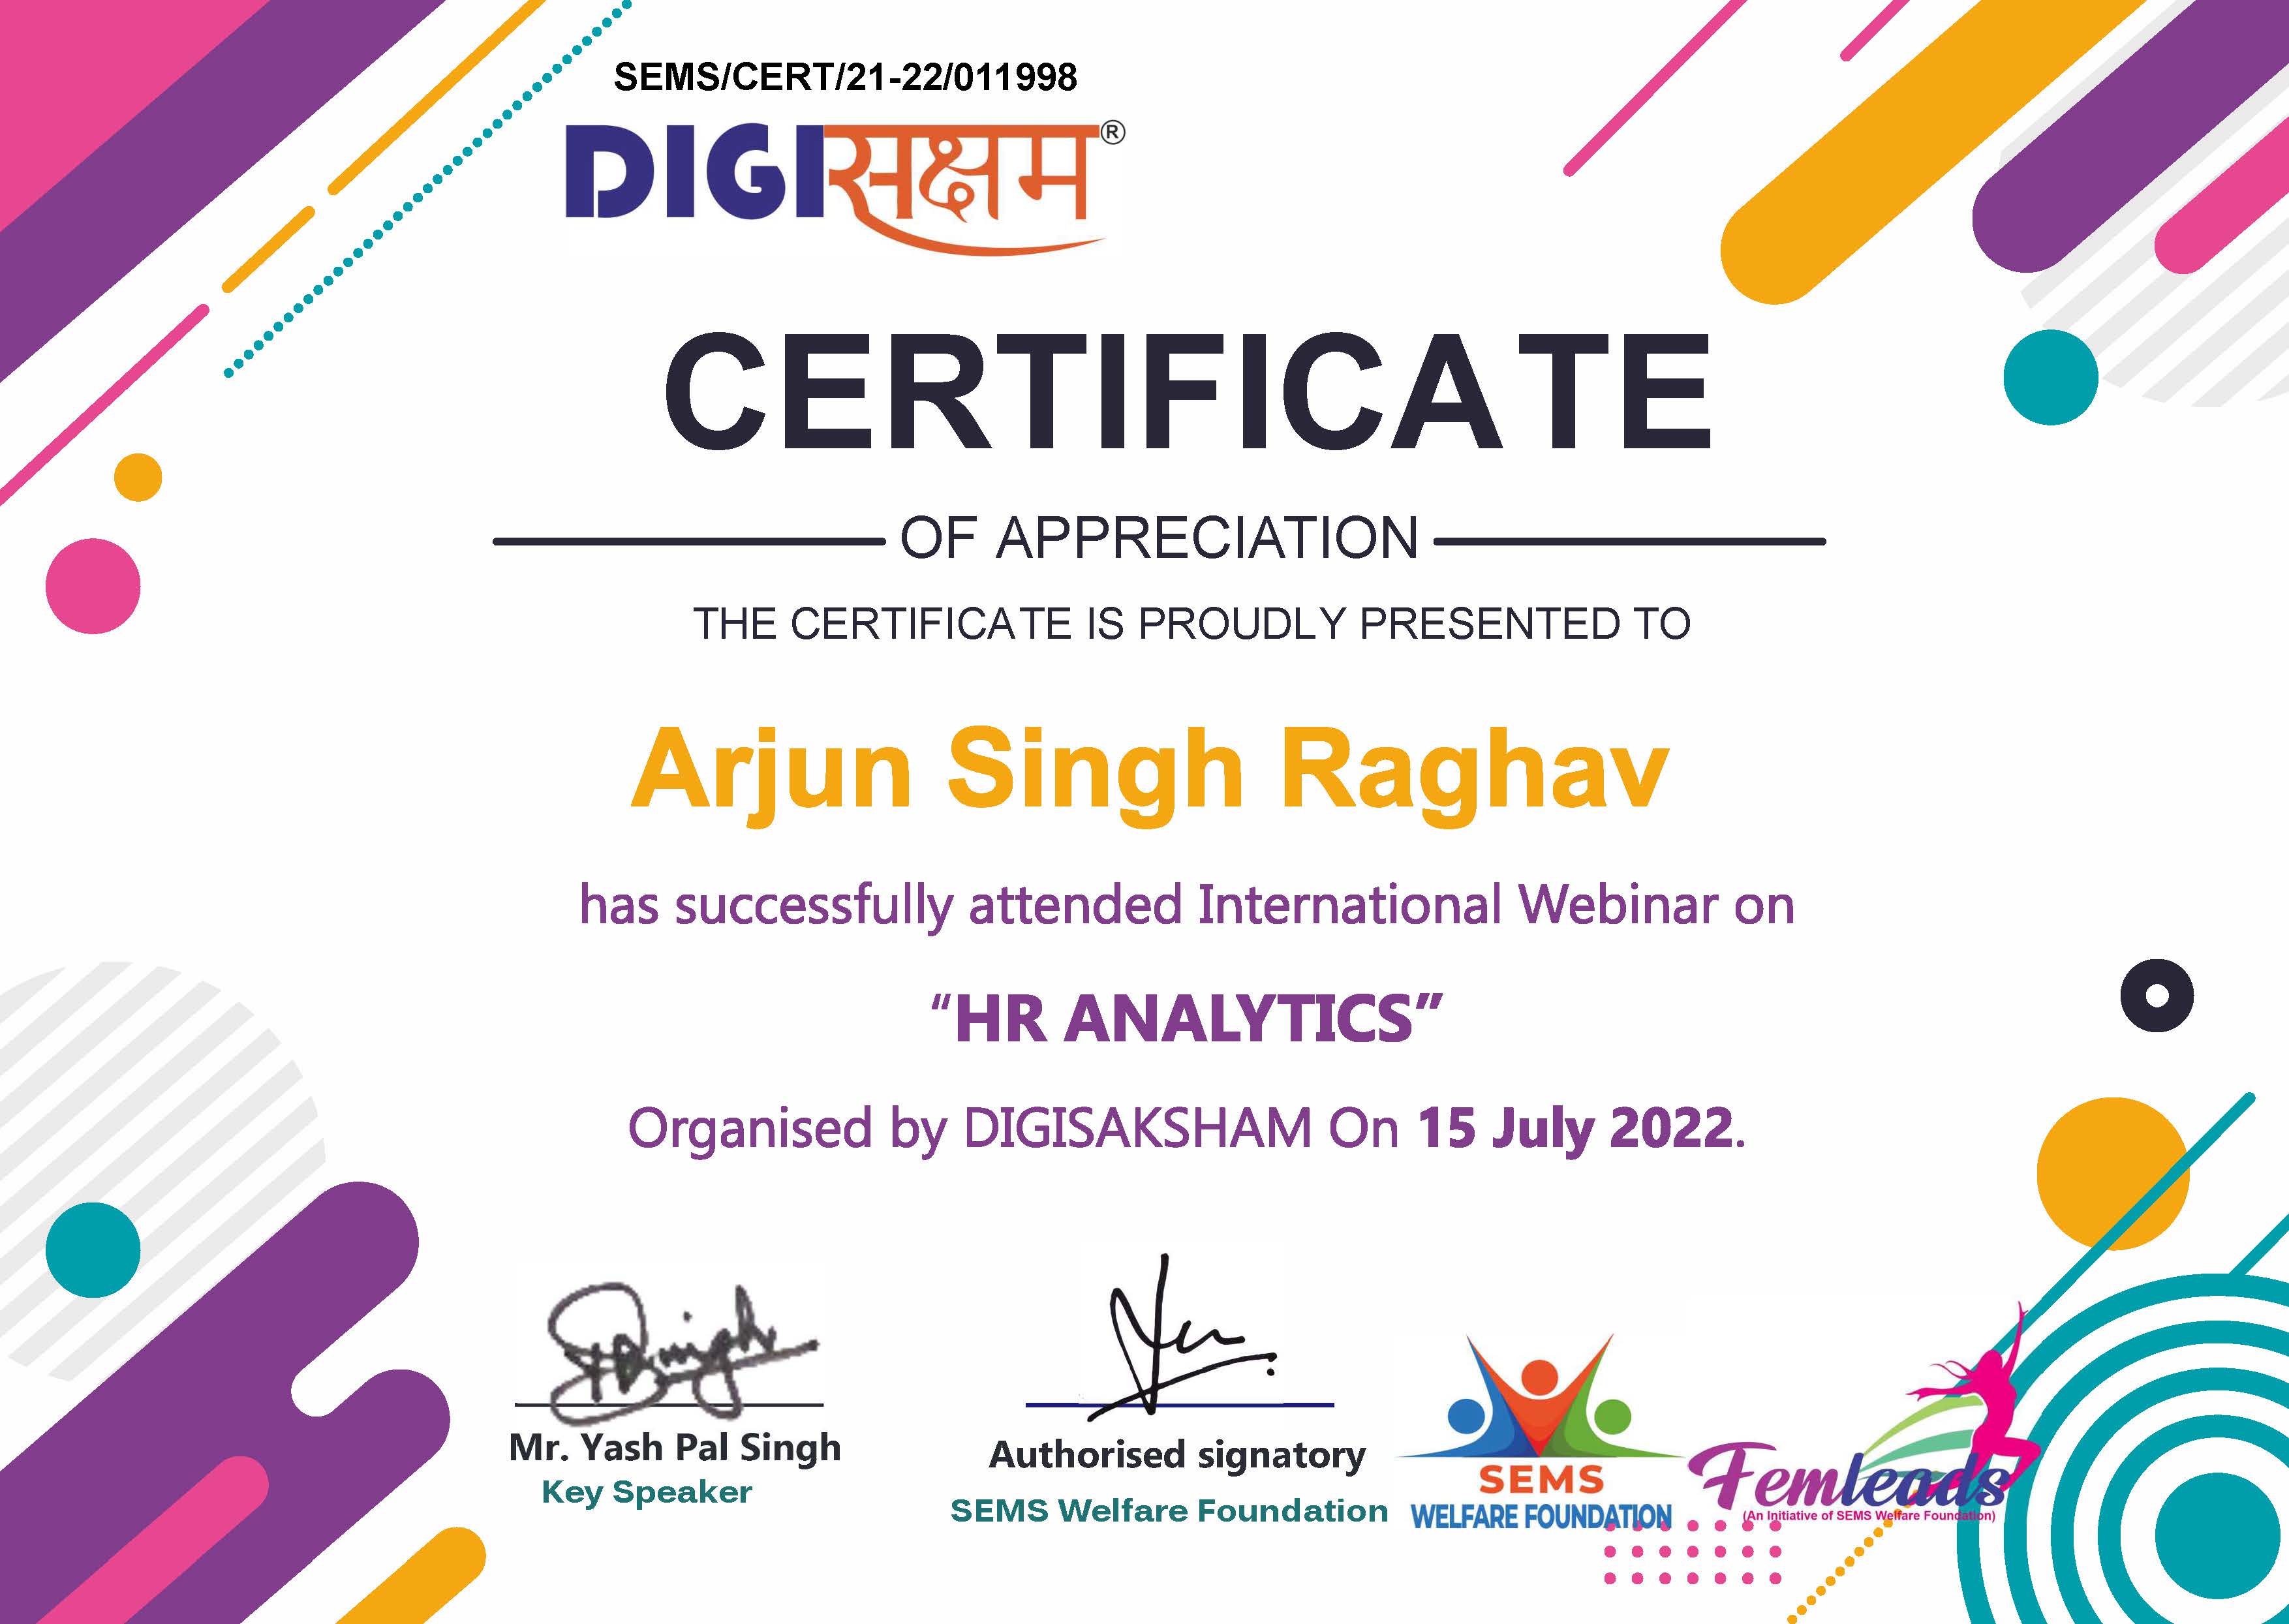 SEMS/CERT/21-22/011998
DIGIसक्षम®
CERTIFICATE
OF APPRECIATION
THE CERTIFICATE IS PROUDLY PRESENTED TO
Arjun Singh Raghav
has successfully attended International Webinar on
“HR ANALYTICS”
Organised by DIGISAKSHAM On 15 July 2022.
Mr. Yash Pal Singh
Key Speaker
Authorised signatory
SEMS Welfare Foundation
SEMS
WELFARE FOUNDATION
Femleads
(An Initiative of SEMS Welfare Foundation)